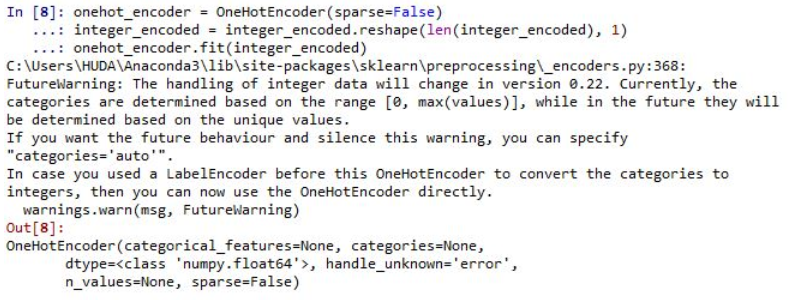 In [8]: onehot_encoder = OneHotEncoder(sparse=False)
   ...: integer_encoded = integer_encoded.reshape(len(integer_encoded), 1)
   ...: onehot_encoder.fit(integer_encoded)
C:\Users\HUDA\Anaconda3\lib\site-packages\sklearn\preprocessing\_encoders.py:368:
FutureWarning: The handling of integer data will change in version 0.22. Currently, the
categories are determined based on the range [0, max(values)], while in the future they will
be determined based on the unique values.
If you want the future behaviour and silence this warning, you can specify
"categories='auto'".
In case you used a LabelEncoder before this OneHotEncoder to convert the categories to
integers, then you can now use the OneHotEncoder directly.
  warnings.warn(msg, FutureWarning)
Out[8]:
OneHotEncoder(categorical_features=None, categories=None,
       dtype=<class 'numpy.float64'>, handle_unknown='error',
       n_values=None, sparse=False)